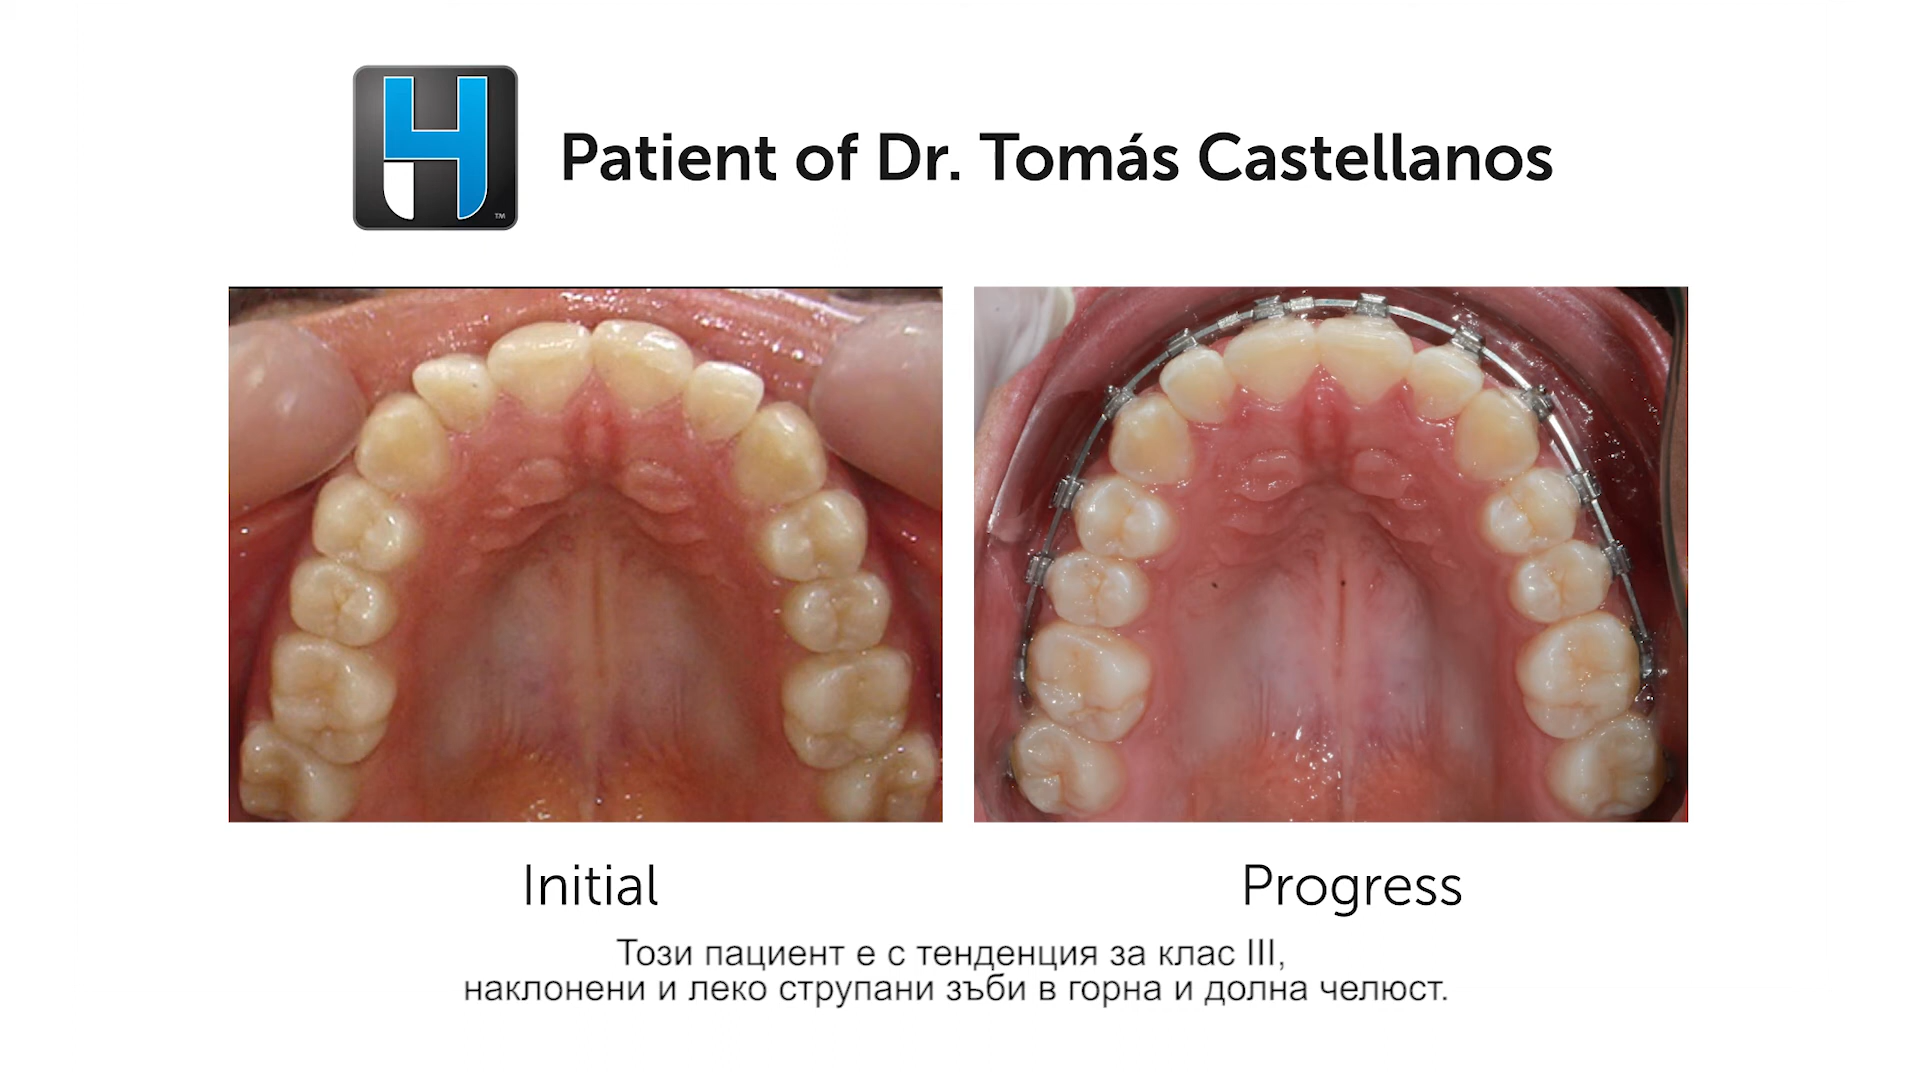 Patient of Dr. Tomás Castellanos
H
TM
Initial
Progress
Този пациент е с тенденция за клас III,
наклонени и леко струпани зъби в горна и долна челюст.